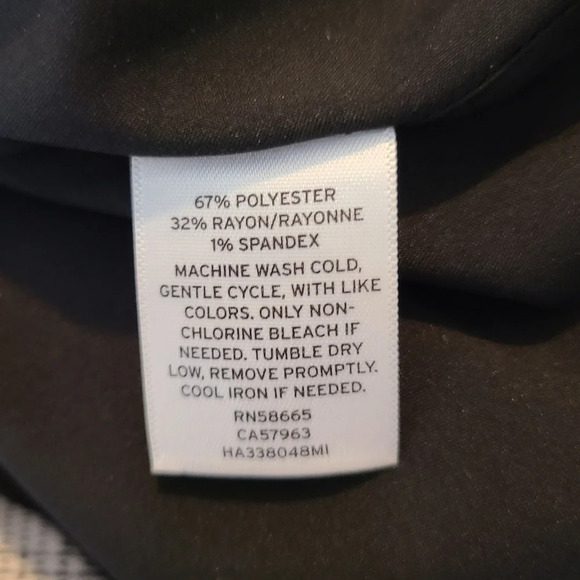 67% POLYESTER
32% RAYON/RAYONNE
1% SPANDEX
MACHINE WASH COLD,
GENTLE CYCLE, WITH LIKE
COLORS. ONLY NON-
CHLORINE BLEACH IF
NEEDED. TUMBLE DRY
LOW, REMOVE PROMPTLY.
COOL IRON IF NEEDED.
RN58665
CA57963
HA338048MI